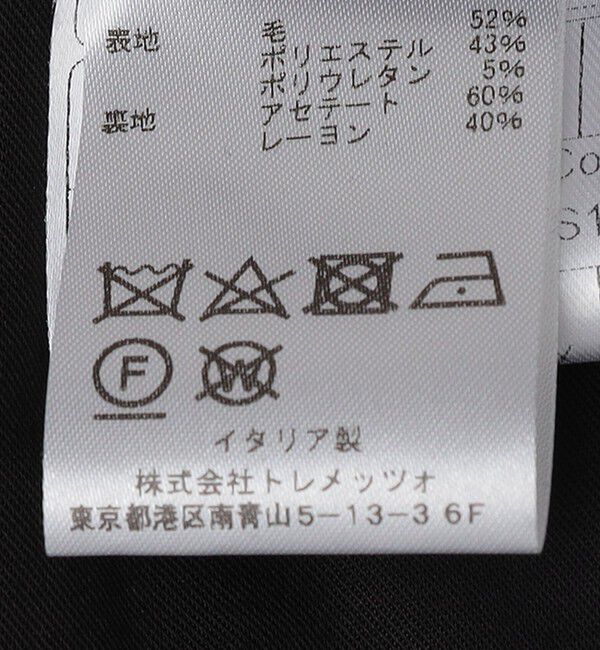 表地 毛 52%
ポリエステル 43%
ポリウレタン 5%
裏地 アセテート 60%
レーヨン 40%
F
W
イタリア製
株式会社トレメッツォ
東京都港区南青山5-13-3 6F
Co
S1